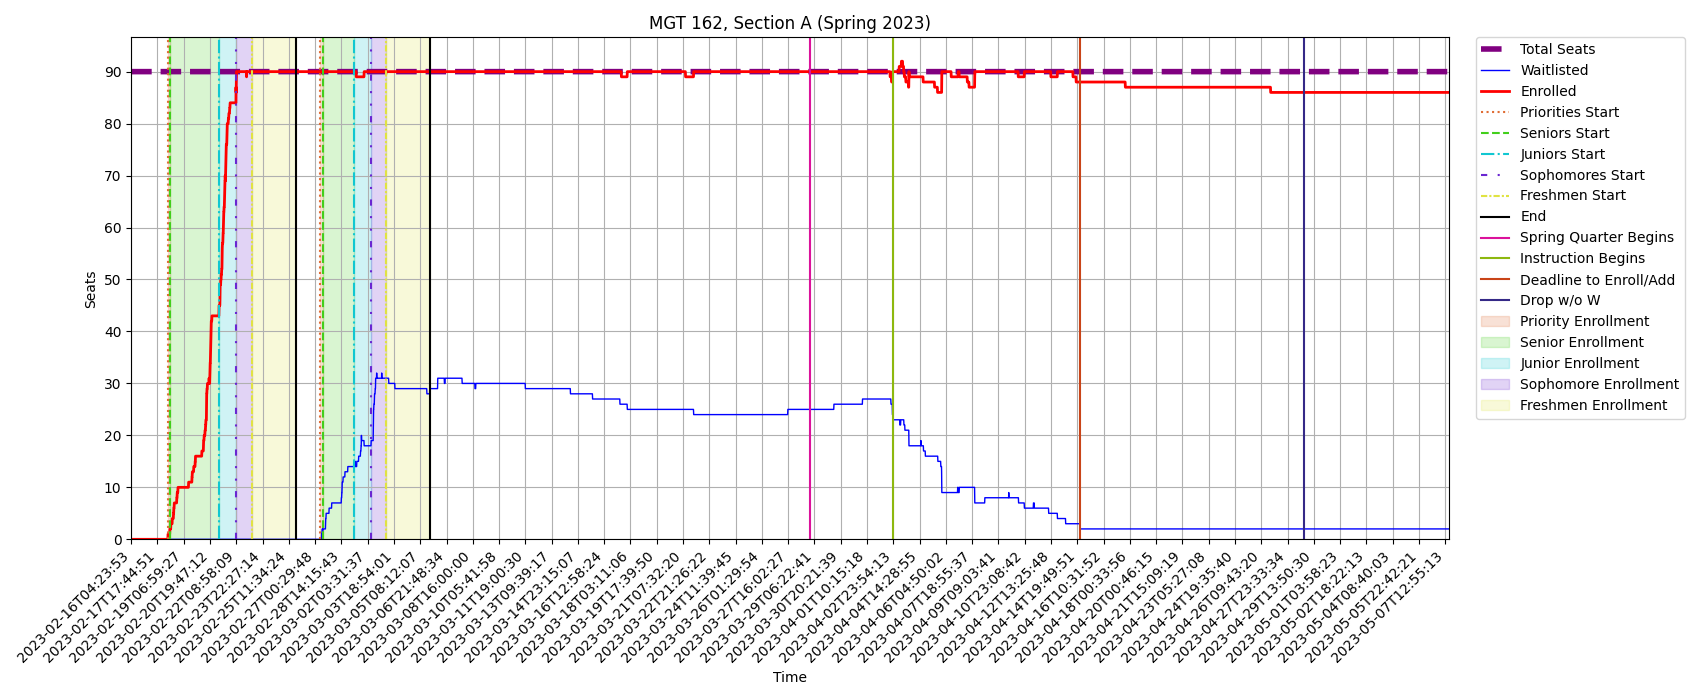 MGT 162, Section A (Spring 2023)
Seats
90
80
70
60
50
40
30
20
10
0
2023-02-16T04:23:53
2023-02-17T17:44:51
2023-02-19T06:59:27
2023-02-20T19:47:12
2023-02-22T08:58:09
2023-02-23T22:27:14
2023-02-25T11:34:24
2023-02-27T00:29:48
2023-02-28T14:15:43
2023-03-02T03:31:37
2023-03-03T18:54:01
2023-03-05T08:12:07
2023-03-06T21:48:34
2023-03-08T16:00:00
2023-03-10T05:41:58
2023-03-11T19:00:30
2023-03-13T09:39:17
2023-03-14T23:15:07
2023-03-16T12:58:24
2023-03-18T03:11:06
2023-03-19T17:39:50
2023-03-21T07:32:20
2023-03-22T21:26:22
2023-03-24T11:39:45
2023-03-26T01:29:54
2023-03-27T16:02:27
2023-03-29T06:22:41
2023-03-30T20:21:39
2023-04-01T10:15:18
2023-04-02T23:54:13
2023-04-04T14:28:55
2023-04-06T04:50:02
2023-04-07T18:55:37
2023-04-09T09:03:41
2023-04-10T23:08:42
2023-04-12T13:25:48
2023-04-14T19:49:51
2023-04-16T10:31:52
2023-04-18T00:33:56
2023-04-20T00:46:15
2023-04-21T15:09:19
2023-04-23T05:27:08
2023-04-24T19:35:40
2023-04-26T09:43:20
2023-04-27T23:33:34
2023-04-29T13:50:30
2023-05-01T03:58:23
2023-05-02T18:22:13
2023-05-04T08:40:03
2023-05-05T22:42:21
2023-05-07T12:55:13
Time
Total Seats
Waitlisted
Enrolled
Priorities Start
Seniors Start
Juniors Start
Sophomores Start
Freshmen Start
End
Spring Quarter Begins
Instruction Begins
Deadline to Enroll/Add
Drop w/o W
Priority Enrollment
Senior Enrollment
Junior Enrollment
Sophomore Enrollment
Freshmen Enrollment